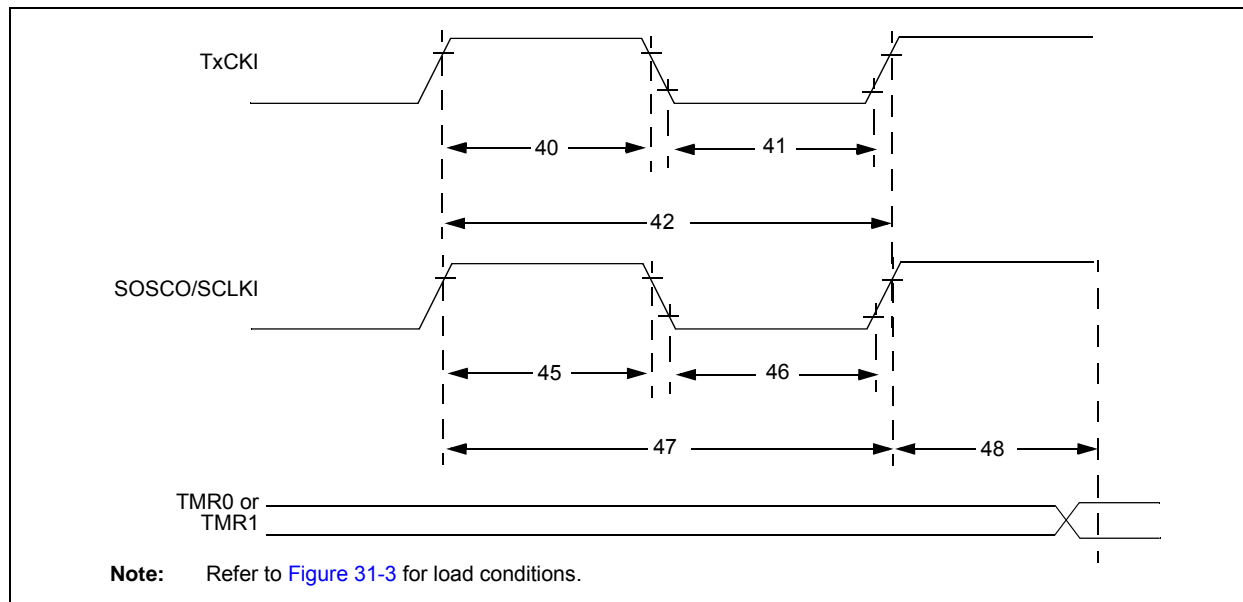 TxCKI
40
41
42
SOSCO/SCLKI
45
46
47
48
TMR0 or
TMR1
Note: Refer to Figure 31-3 for load conditions.